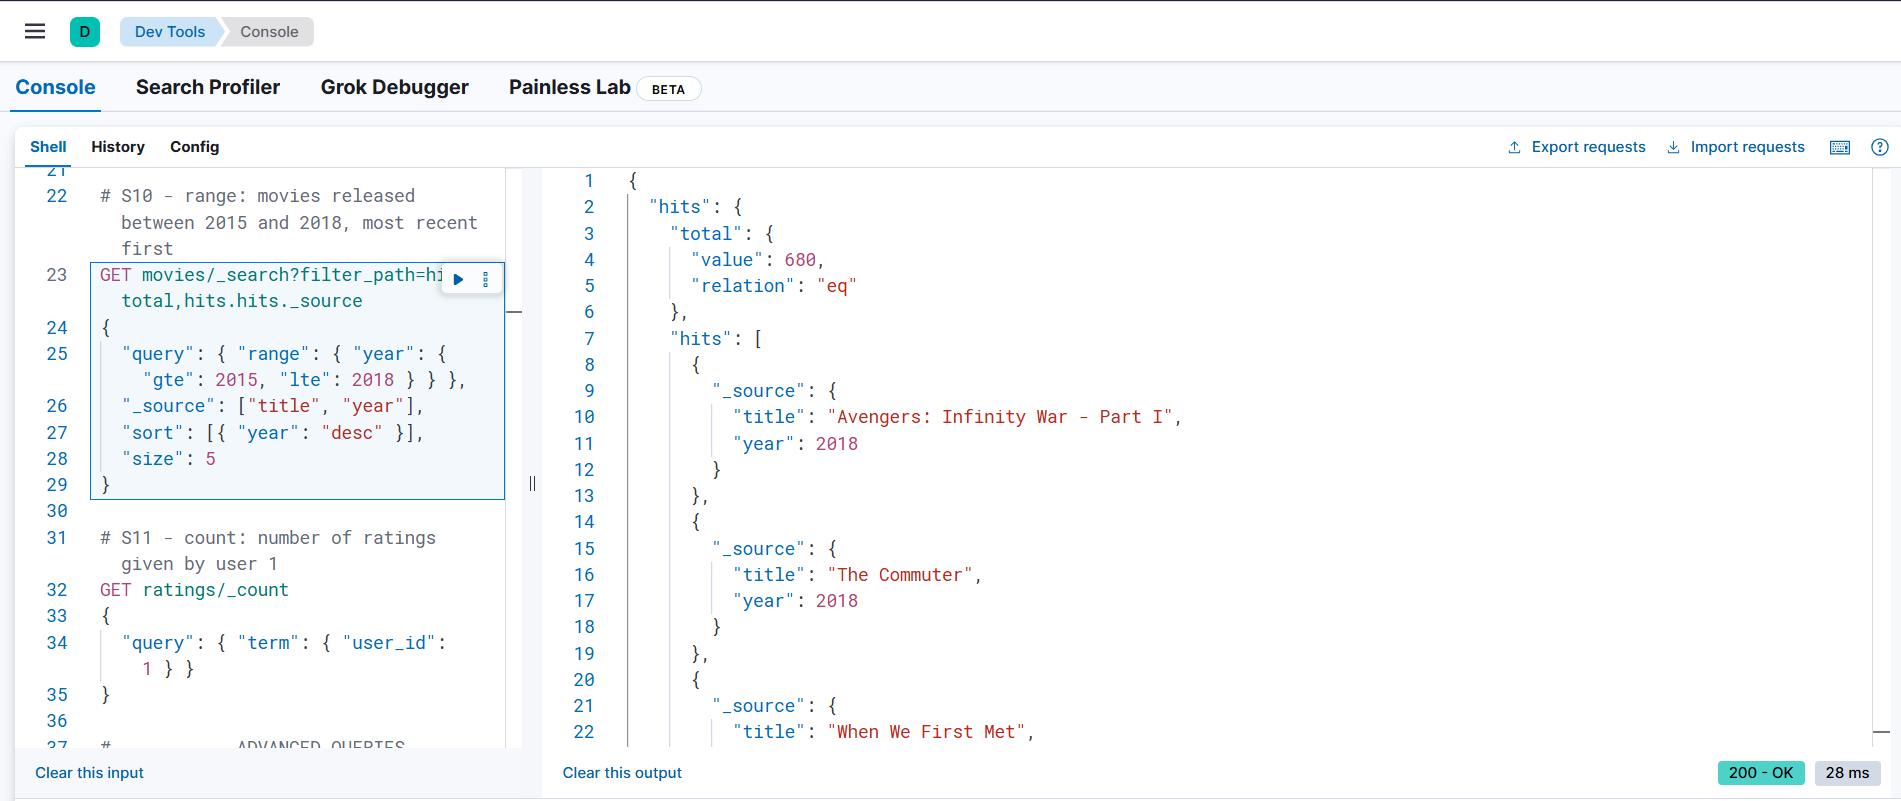 D
Dev Tools
Console
Console
Search Profiler
Grok Debugger
Painless Lab
BETA
Shell
History
Config
Export requests
Import requests
21
22 # S10 - range: movies released
between 2015 and 2018, most recent
first
23 GET movies/_search?filter_path=hi
total,hits.hits._source
24 {
25 "query": { "range": { "year": {
"gte": 2015, "lte": 2018 } } },
26 "_source": ["title", "year"],
27 "sort": [{ "year": "desc" }],
28 "size": 5
29 }
30
31 # S11 - count: number of ratings
given by user 1
32 GET ratings/_count
33 {
34 "query": { "term": { "user_id":
1 } }
35 }
36
37 # ADVANCED QUERIES
Clear this input
1 {
2 "hits": {
3 "total": {
4 "value": 680,
5 "relation": "eq"
6 },
7 "hits": [
8 {
9 "_source": {
10 "title": "Avengers: Infinity War - Part I",
11 "year": 2018
12 }
13 },
14 {
15 "_source": {
16 "title": "The Commuter",
17 "year": 2018
18 }
19 },
20 {
21 "_source": {
22 "title": "When We First Met",
Clear this output
200 - OK
28 ms